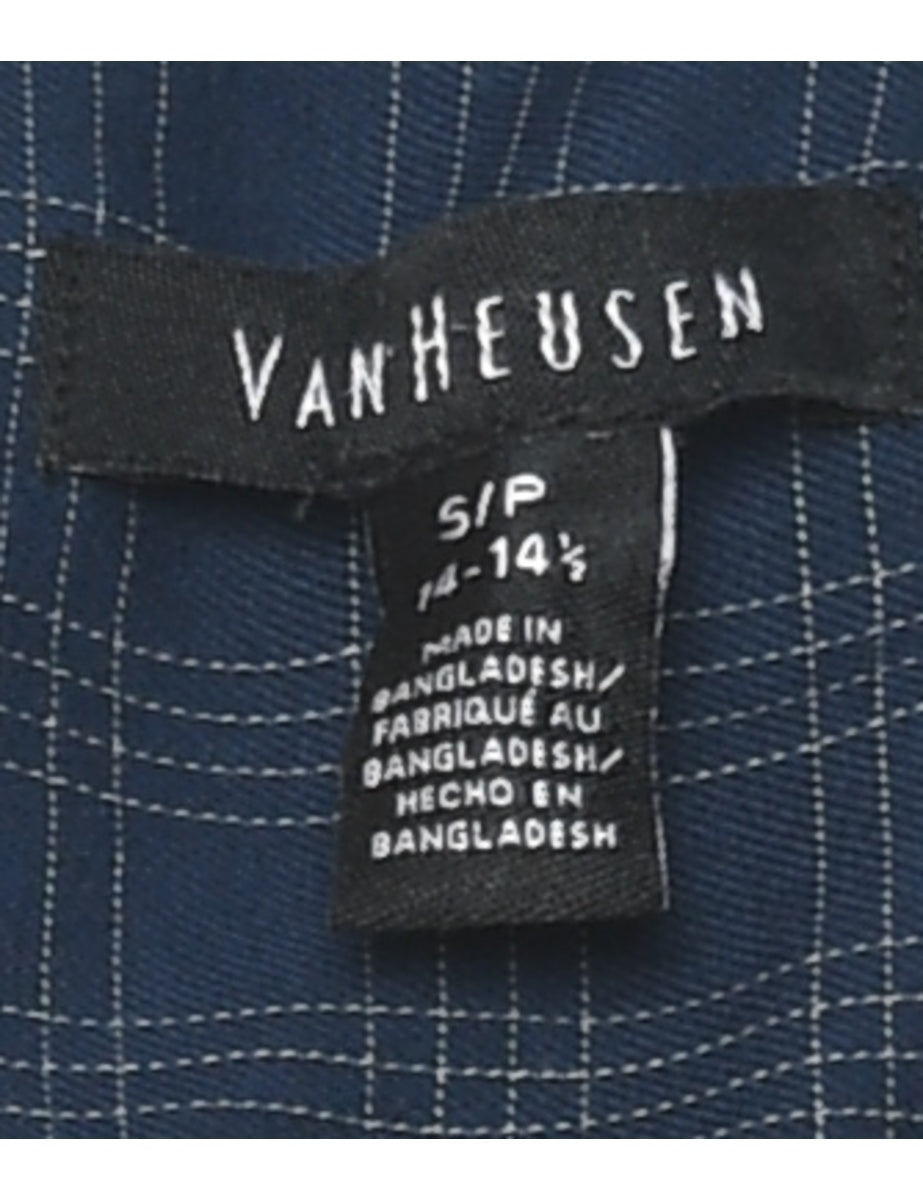 VANHEUSEN
S/P
14-14½
MADE IN
BANGLADESH/
FABRIQUÉ AU
BANGLADESH/
HECHO EN
BANGLADESH